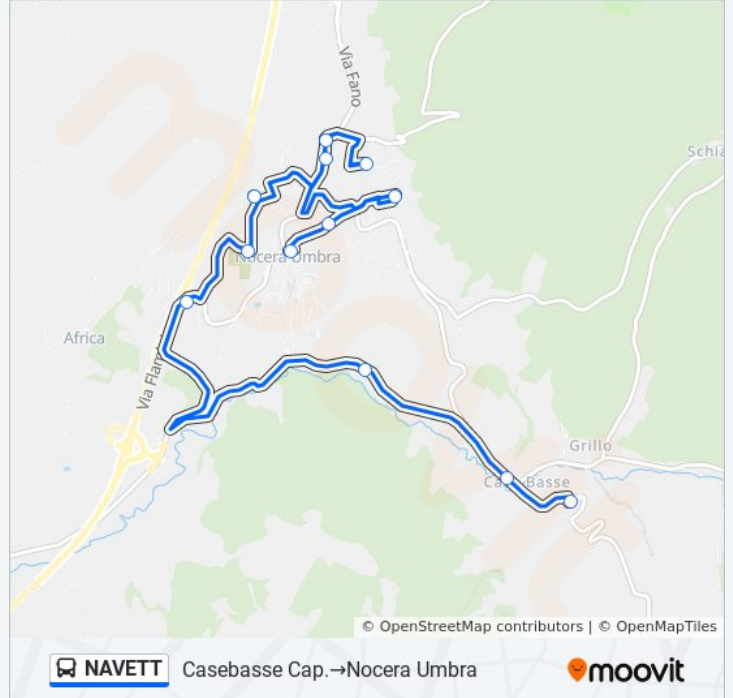 Via Fano
Schia
Nocera Umbra
Africa
Via Flam
Grillo
Case Basse
© OpenStreetMap contributors | © OpenMapTiles
NAVETT Casebasse Cap.→Nocera Umbra moovit